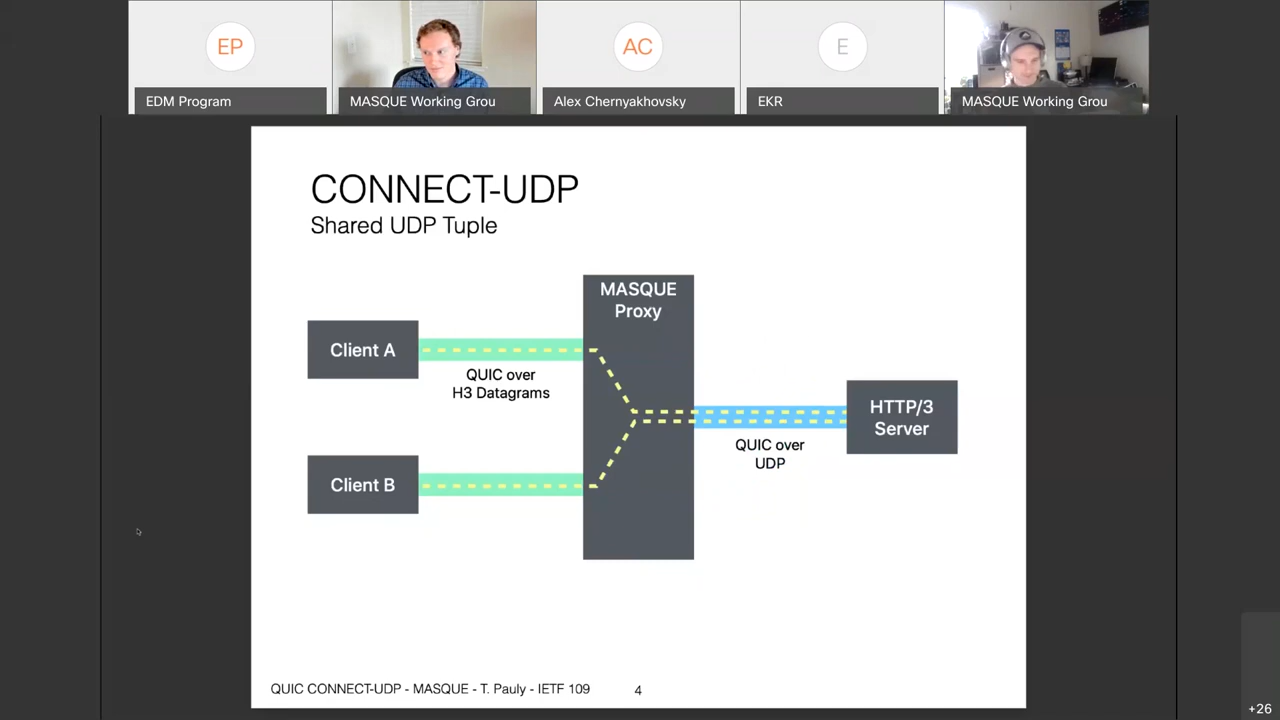 EP
AC
E
EDM Program
MASQUE Working Grou
Alex Chernyakhovsky
EKR
MASQUE Working Grou
CONNECT-UDP
Shared UDP Tuple
MASQUE
Proxy
Client A
QUIC over
H3 Datagrams
HTTP/3
Server
QUIC over
UDP
Client B
QUIC CONNECT-UDP - MASQUE - T. Pauly - IETF 109
4
+26